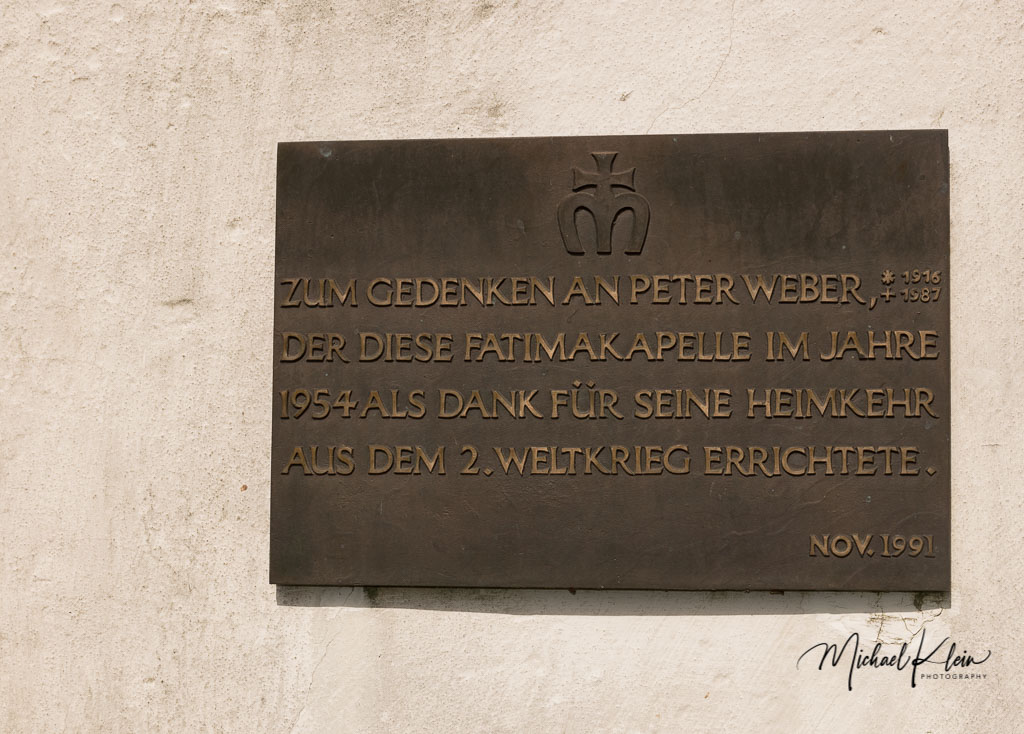 ZUM GEDENKEN AN PETER WEBER, * 1916
+ 1987
DER DIESE FATIMAKAPELLE IM JAHRE
1954 ALS DANK FÜR SEINE HEIMKEHR
AUS DEM 2. WELTKRIEG ERRICHTETE.
NOV. 1991
Michael Klein
PHOTOGRAPHY